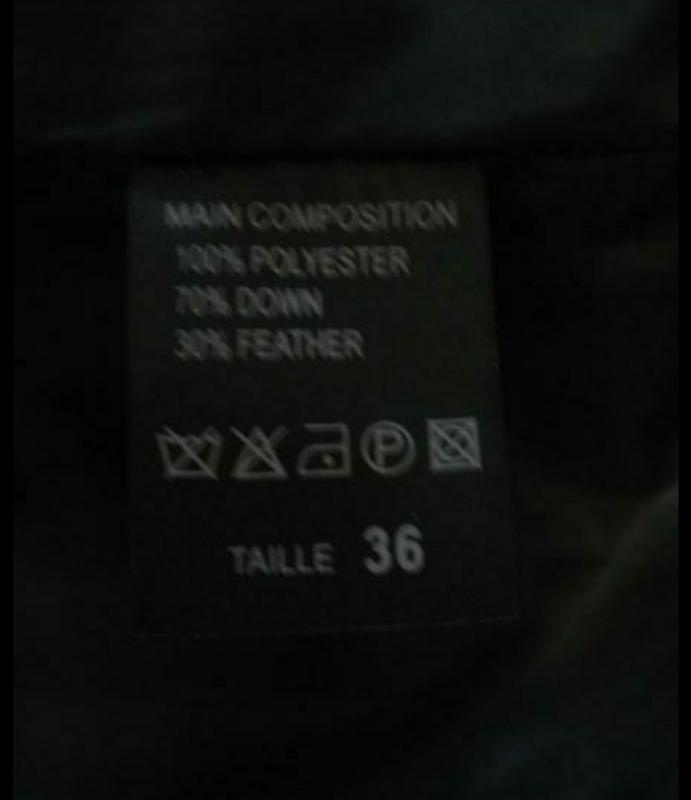 MAIN COMPOSITION
100% POLYESTER
70% DOWN
30% FEATHER
P
TAILLE 36